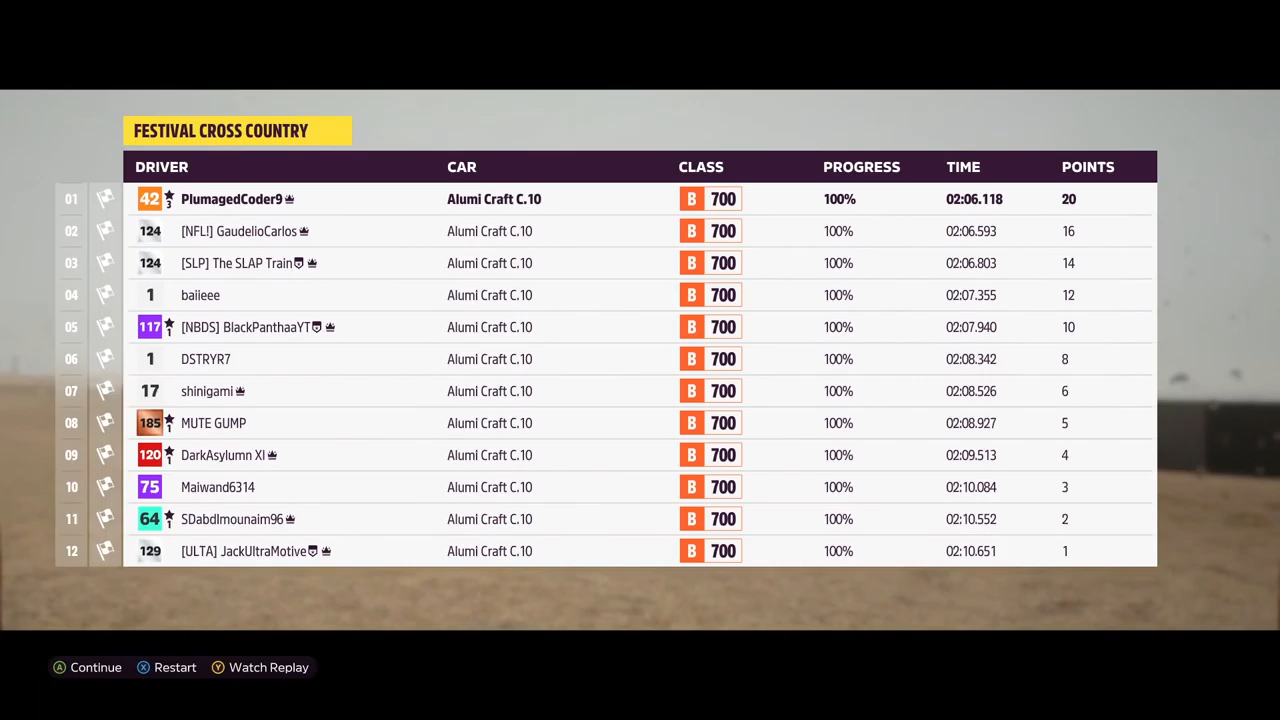 FESTIVAL CROSS COUNTRY
DRIVER CAR CLASS PROGRESS TIME POINTS
01 42 3 PlumagedCoder9 Alumi Craft C.10 B 700 100% 02:06.118 20
02 124 [NFL!] GaudelioCarlos Alumi Craft C.10 B 700 100% 02:06.593 16
03 124 [SLP] The SLAP Train Alumi Craft C.10 B 700 100% 02:06.803 14
04 1 baiieee Alumi Craft C.10 B 700 100% 02:07.355 12
05 117 1 [NBDS] BlackPanthaaYT Alumi Craft C.10 B 700 100% 02:07.940 10
06 1 DSTRYR7 Alumi Craft C.10 B 700 100% 02:08.342 8
07 17 shinigami Alumi Craft C.10 B 700 100% 02:08.526 6
08 185 1 MUTE GUMP Alumi Craft C.10 B 700 100% 02:08.927 5
09 120 1 DarkAsylumn XI Alumi Craft C.10 B 700 100% 02:09.513 4
10 75 Maiwand6314 Alumi Craft C.10 B 700 100% 02:10.084 3
11 64 1 SDabdlmounaim96 Alumi Craft C.10 B 700 100% 02:10.552 2
12 129 [ULTA] JackUltraMotive Alumi Craft C.10 B 700 100% 02:10.651 1
A Continue X Restart Y Watch Replay